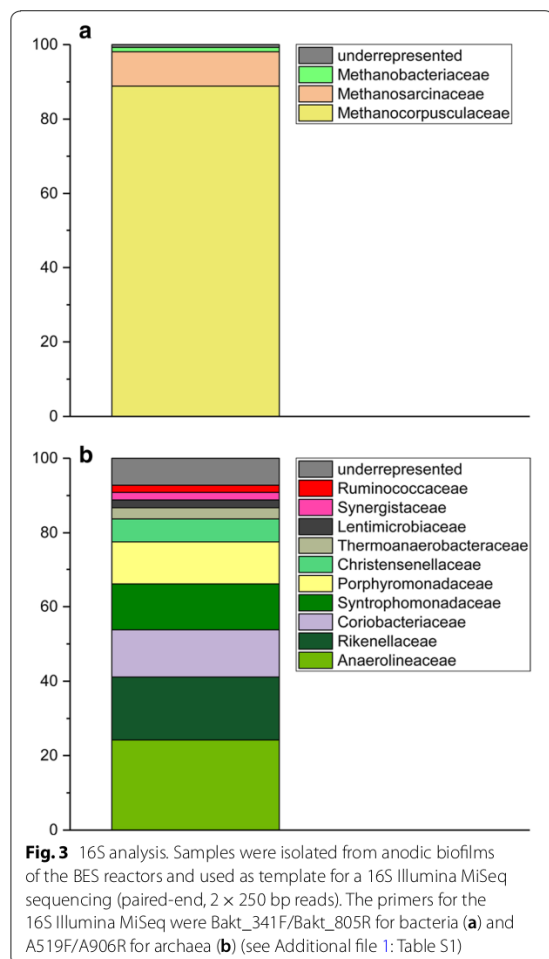 a
100
80
60
40
20
0
underrepresented
Methanobacteriaceae
Methanosarcinaceae
Methanocorpusculaceae
b
100
80
60
40
20
0
underrepresented
Ruminococcaceae
Synergistaceae
Lentimicrobiaceae
Thermoanaerobacteraceae
Christensenellaceae
Porphyromonadaceae
Syntrophomonadaceae
Coriobacteriaceae
Rikenellaceae
Anaerolineaceae
Fig. 3 16S analysis. Samples were isolated from anodic biofilms
of the BES reactors and used as template for a 16S Illumina MiSeq
sequencing (paired-end, 2 × 250 bp reads). The primers for the
16S Illumina MiSeq were Bakt_341F/Bakt_805R for bacteria (a) and
A519F/A906R for archaea (b) (see Additional file 1: Table S1)